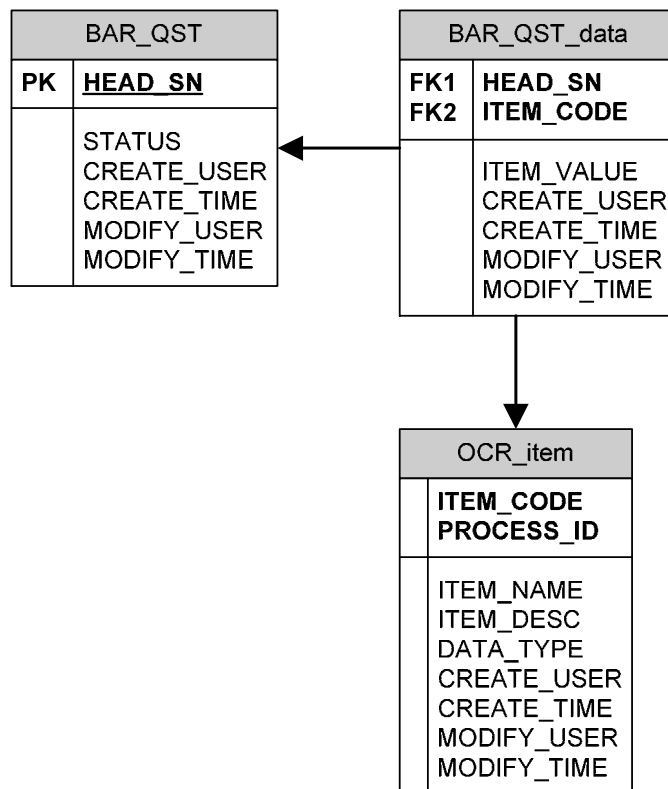 BAR_QST
PK HEAD_SN
STATUS
CREATE_USER
CREATE_TIME
MODIFY_USER
MODIFY_TIME
BAR_QST_data
FK1 HEAD_SN
FK2 ITEM_CODE
ITEM_VALUE
CREATE_USER
CREATE_TIME
MODIFY_USER
MODIFY_TIME
OCR_item
ITEM_CODE
PROCESS_ID
ITEM_NAME
ITEM_DESC
DATA_TYPE
CREATE_USER
CREATE_TIME
MODIFY_USER
MODIFY_TIME